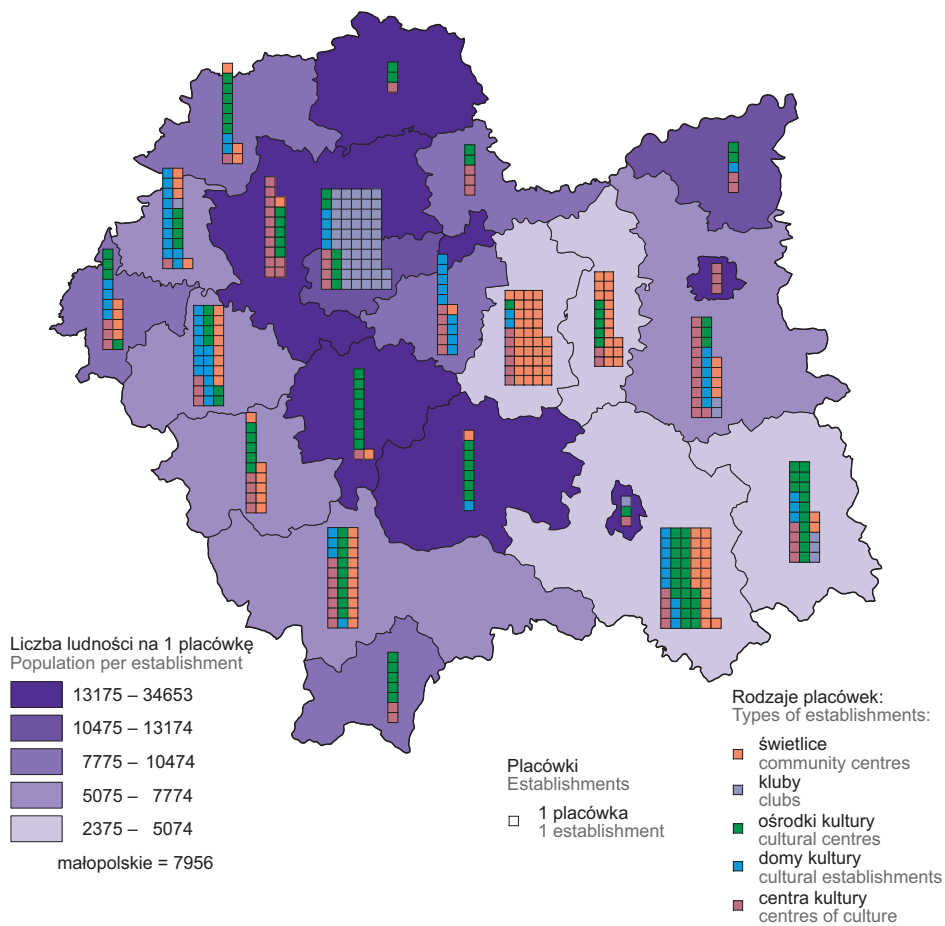 Liczba ludności na 1 placówkę
Population per establishment
13175 – 34653
10475 – 13174
7775 – 10474
5075 – 7774
2375 – 5074
małopolskie = 7956
Placówki
Establishments
1 placówka
1 establishment
Rodzaje placówek:
Types of establishments:
świetlice
community centres
kluby
clubs
ośrodki kultury
cultural centres
domy kultury
cultural establishments
centra kultury
centres of culture